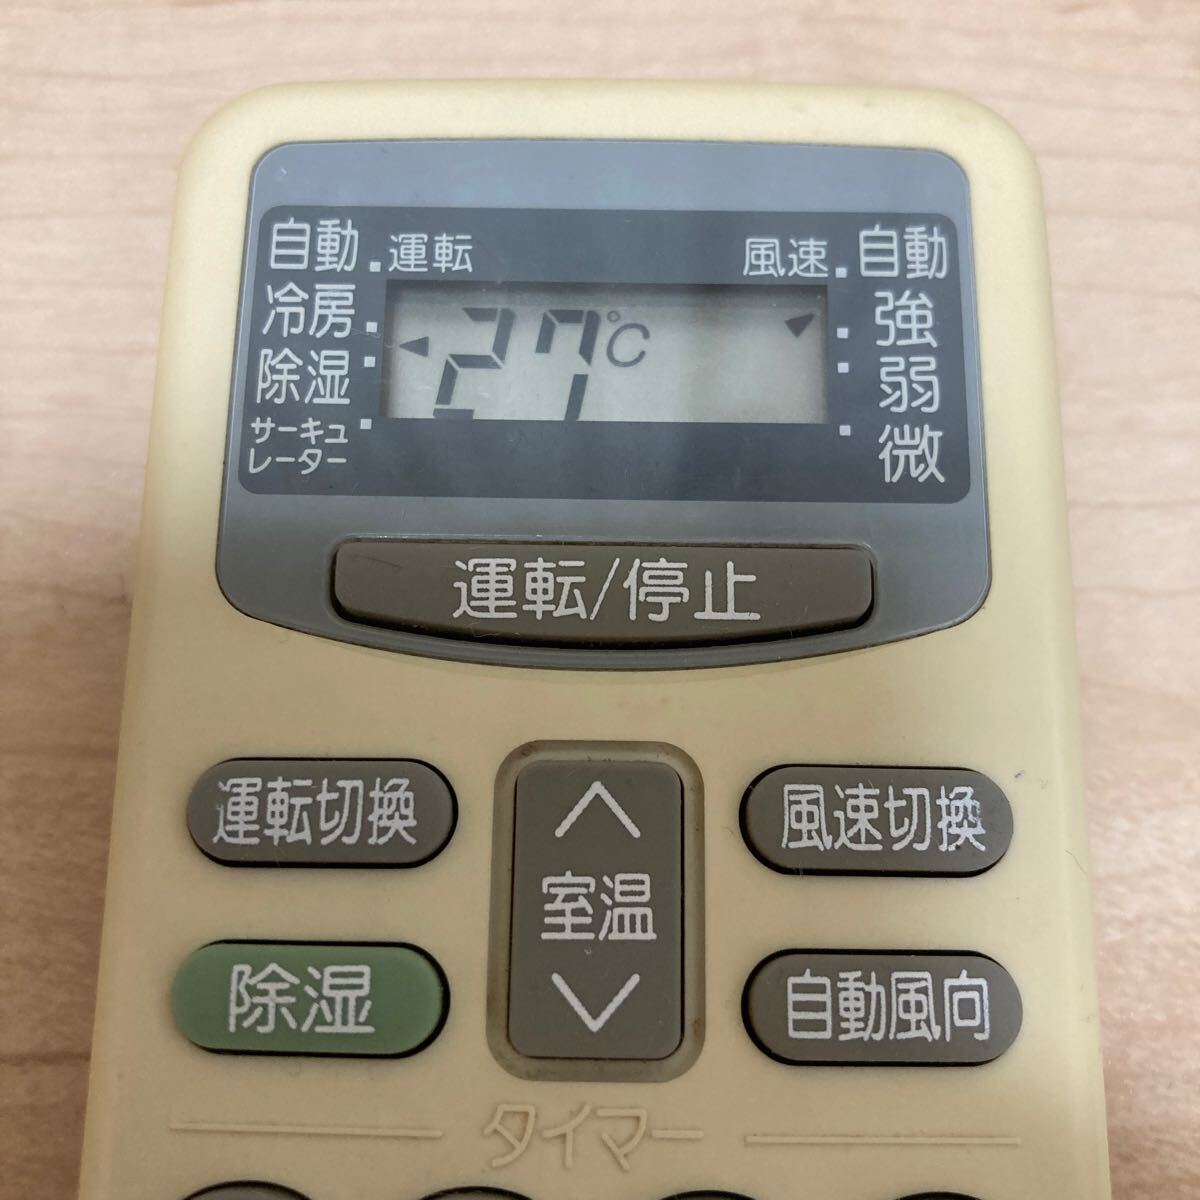 自動
運転
風速
自動
冷房
27℃
強
除湿
弱
サーキュ
レーター
微
運転/停止
運転切換
室温
風速切換
除湿
自動風向
タイマー